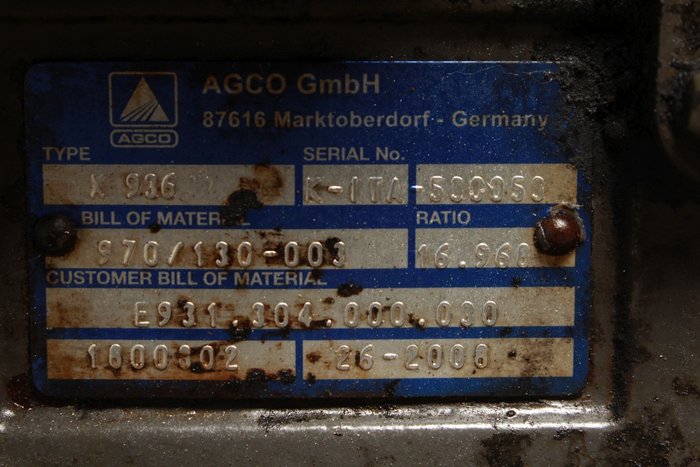 AGCO GmbH
87616 Marktoberdorf - Germany
AGCO
TYPE SERIAL No.
936 K-ITA-500050
BILL OF MATERIAL RATIO
970/130-003 16.960
CUSTOMER BILL OF MATERIAL
E931.304.000.030
26-2008